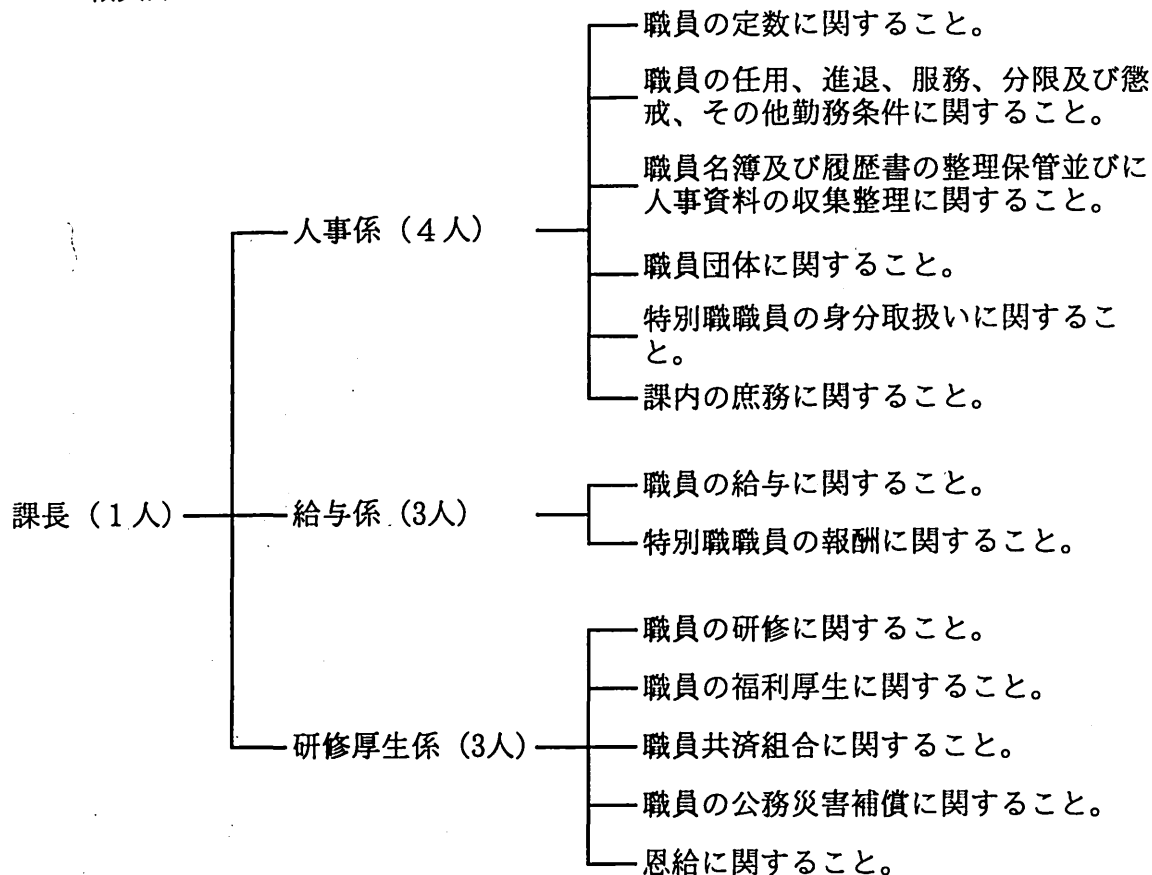 職員の定数に関すること。
職員の任用、進退、服務、分限及び懲
戒、その他勤務条件に関すること。
職員名簿及び履歴書の整理保管並びに
人事資料の収集整理に関すること。
人事係（４人）
職員団体に関すること。
特別職職員の身分取扱いに関するこ
と。
課内の庶務に関すること。
職員の給与に関すること。
課長（１人）
給与係（3人）
特別職職員の報酬に関すること。
職員の研修に関すること。
職員の福利厚生に関すること。
研修厚生係（3人）
職員共済組合に関すること。
職員の公務災害補償に関すること。
恩給に関すること。